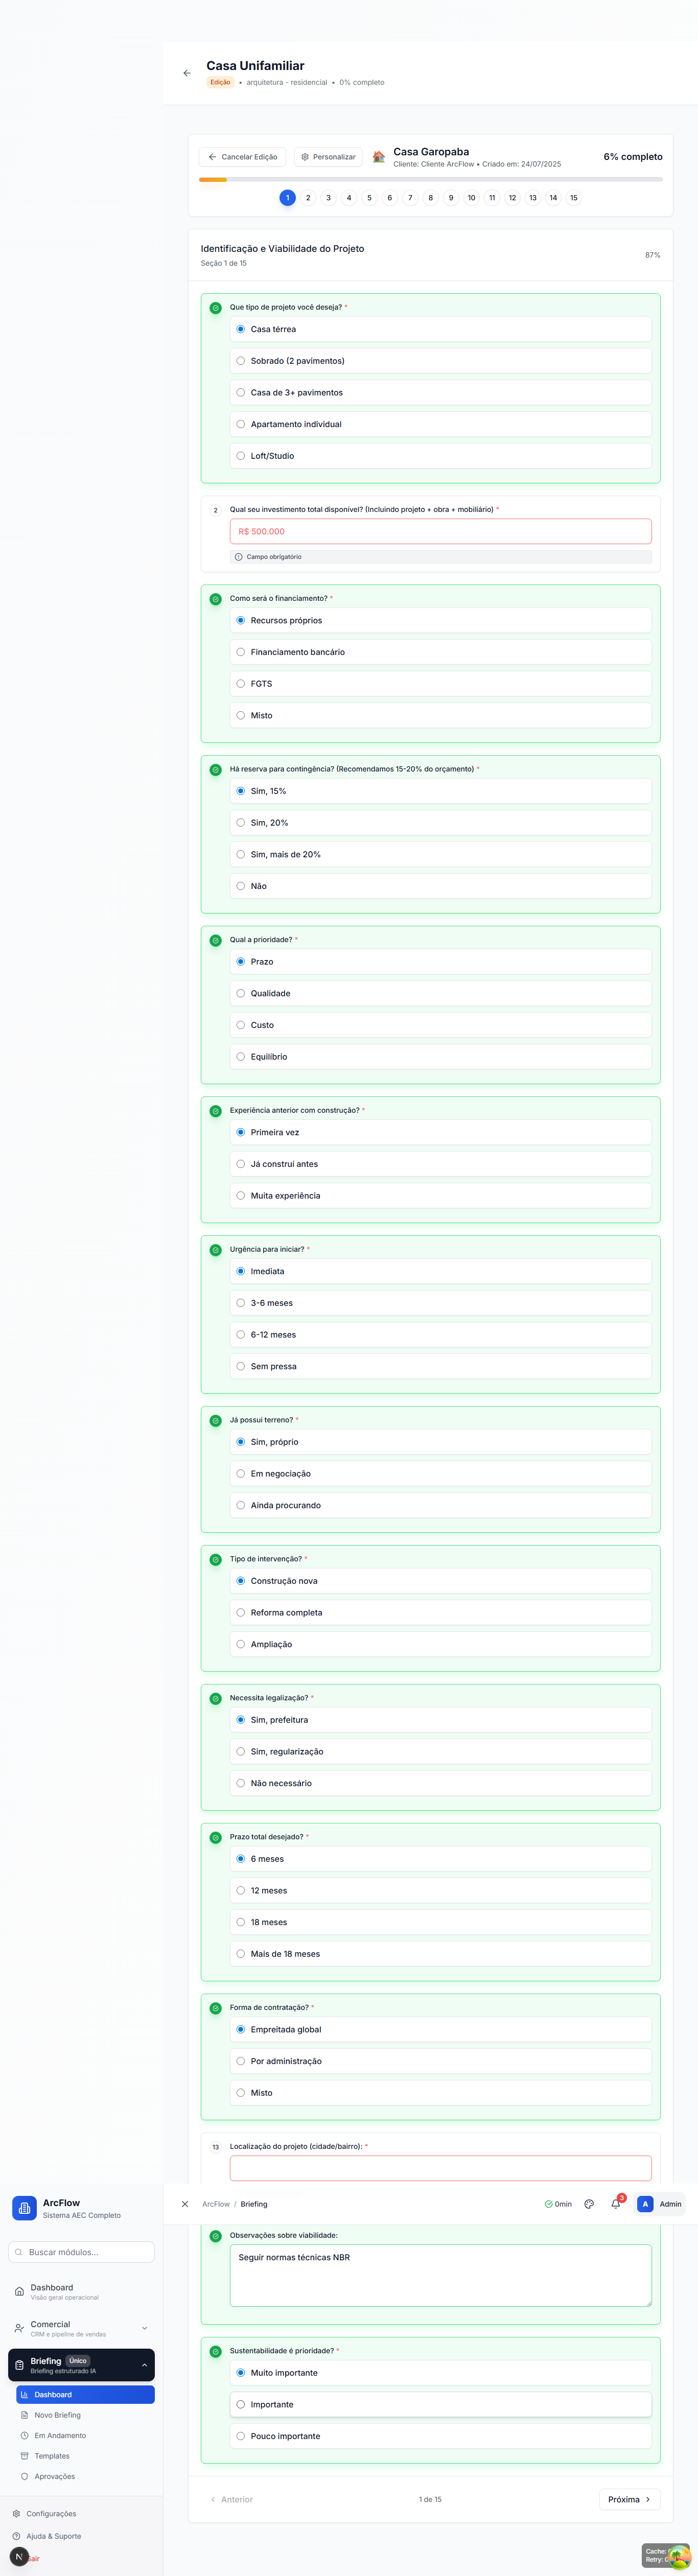 Casa Unifamiliar
Edição • arquitetura - residencial • 0% completo
Cancelar Edição
Personalizar
Casa Garopaba
Cliente: Cliente ArcFlow • Criado em: 24/07/2025
6% completo
1 2 3 4 5 6 7 8 9 10 11 12 13 14 15
Identificação e Viabilidade do Projeto
Seção 1 de 15
87%
Que tipo de projeto você deseja? *
Casa térrea
Sobrado (2 pavimentos)
Casa de 3+ pavimentos
Apartamento individual
Loft/Studio
2 Qual seu investimento total disponível? (Incluindo projeto + obra + mobiliário) *
R$ 500.000
Campo obrigatório
Como será o financiamento? *
Recursos próprios
Financiamento bancário
FGTS
Misto
Há reserva para contingência? (Recomendamos 15-20% do orçamento) *
Sim, 15%
Sim, 20%
Sim, mais de 20%
Não
Qual a prioridade? *
Prazo
Qualidade
Custo
Equilíbrio
Experiência anterior com construção? *
Primeira vez
Já construí antes
Muita experiência
Urgência para iniciar? *
Imediata
3-6 meses
6-12 meses
Sem pressa
Já possui terreno? *
Sim, próprio
Em negociação
Ainda procurando
Tipo de intervenção? *
Construção nova
Reforma completa
Ampliação
Necessita legalização? *
Sim, prefeitura
Sim, regularização
Não necessário
Prazo total desejado? *
6 meses
12 meses
18 meses
Mais de 18 meses
Forma de contratação? *
Empreitada global
Por administração
Misto
13 Localização do projeto (cidade/bairro): *
ArcFlow / Briefing
0min
3
A Admin
Observações sobre viabilidade:
Seguir normas técnicas NBR
Sustentabilidade é prioridade? *
Muito importante
Importante
Pouco importante
Anterior
1 de 15
Próxima
ArcFlow
Sistema AEC Completo
Buscar módulos...
Dashboard
Visão geral operacional
Comercial
CRM e pipeline de vendas
Briefing Único
Briefing estruturado IA
Dashboard
Novo Briefing
Em Andamento
Templates
Aprovações
Configurações
Ajuda & Suporte
N
Cache:
Retry: